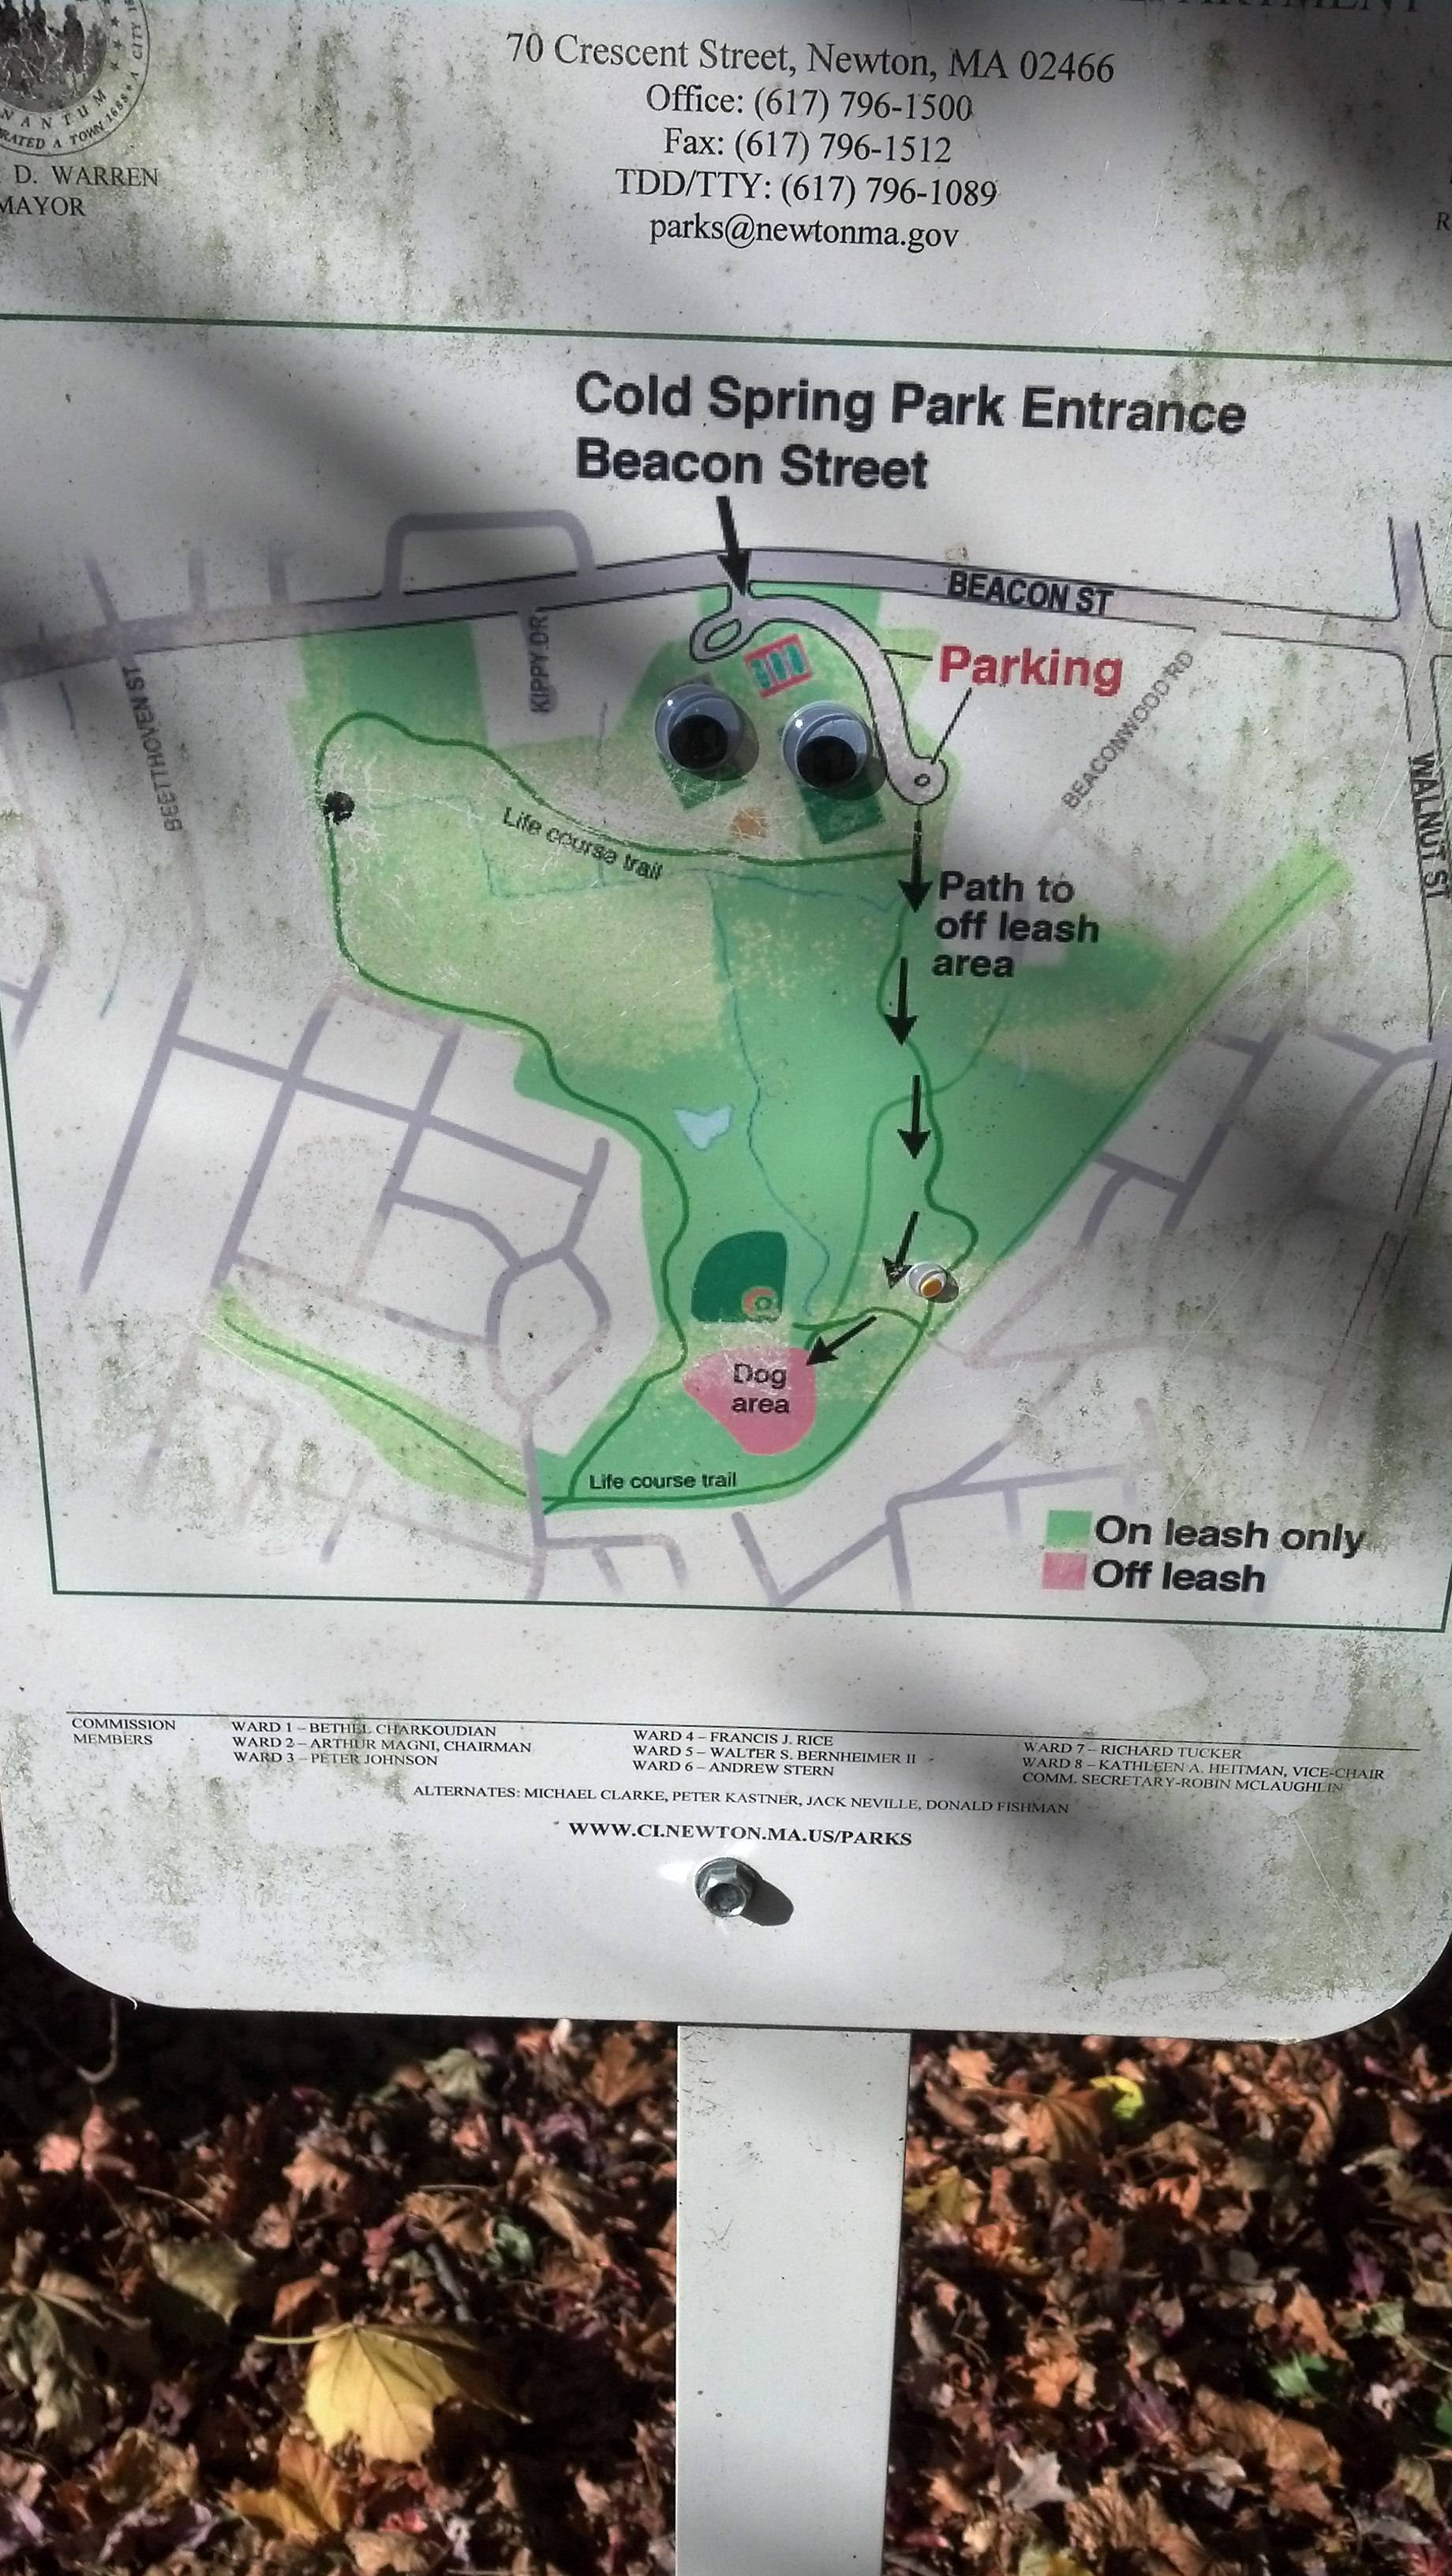 70 Crescent Street, Newton, MA 02466
Office: (617) 796-1500
Fax: (617) 796-1512
TDD/TTY: (617) 796-1089
parks@newtonma.gov
D. WARREN
MAYOR
Cold Spring Park Entrance
Beacon Street
BEACON ST
KIPPY DR
Parking
BEETTHOVEN ST
BEACONWOOD RD
WALNUT ST
Life course trail
Path to
off leash
area
Dog
area
Life course trail
On leash only
Off leash
COMMISSION
MEMBERS
WARD 1 – BETHEL CHARKOUDIAN
WARD 2 – ARTHUR MAGNI, CHAIRMAN
WARD 3 – PETER JOHNSON
WARD 4 – FRANCIS J. RICE
WARD 5 – WALTER S. BERNHEIMER II
WARD 6 – ANDREW STERN
WARD 7 – RICHARD TUCKER
WARD 8 – KATHLEEN A. HEITMAN, VICE-CHAIR
COMM. SECRETARY-ROBIN MCLAUGHLIN
ALTERNATES: MICHAEL CLARKE, PETER KASTNER, JACK NEVILLE, DONALD FISHMAN
WWW.CI.NEWTON.MA.US/PARKS